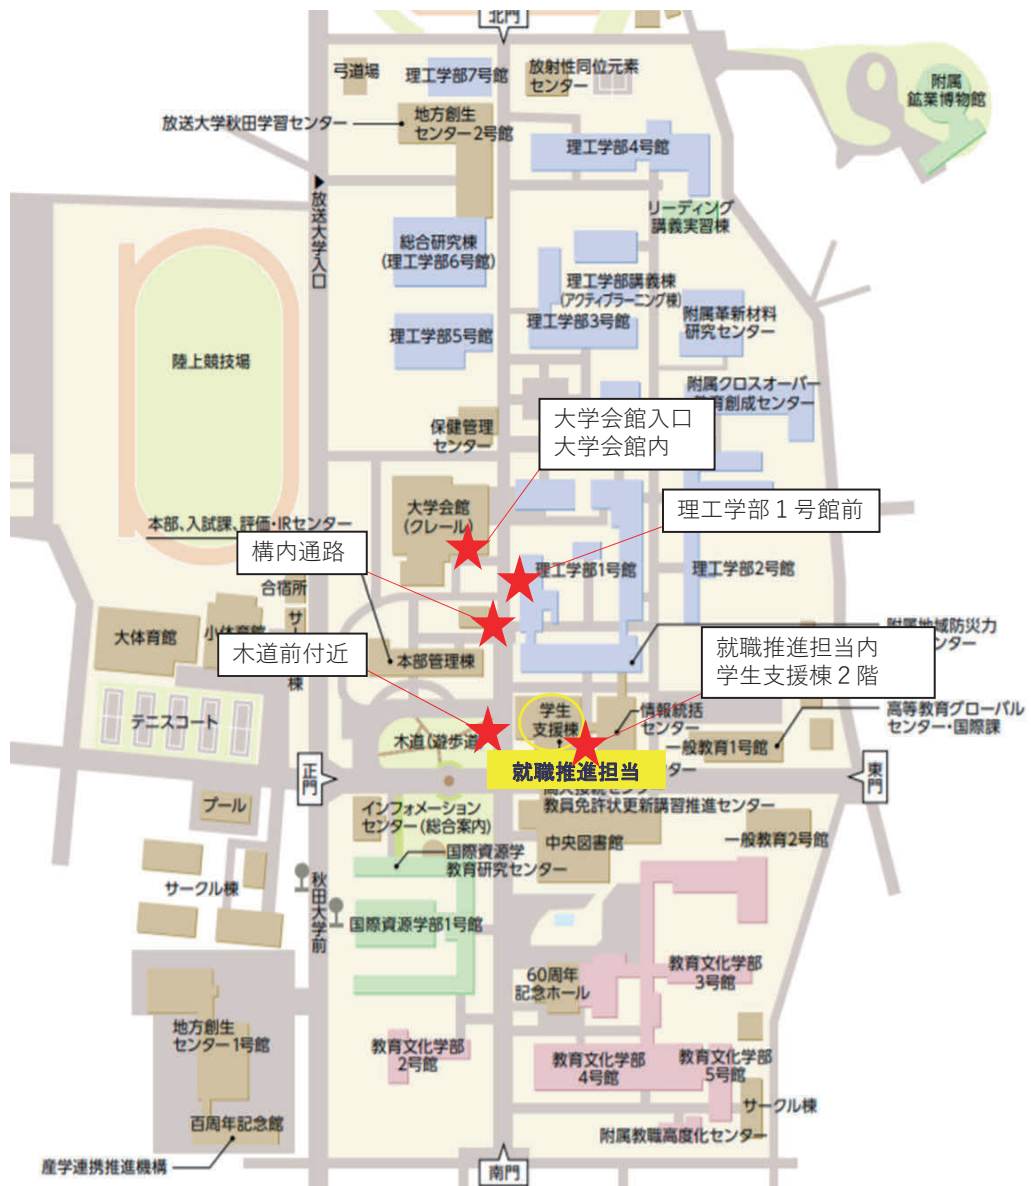 北門
弓道場
理工学部7号館
放射性同位元素
センター
附属
鉱業博物館
放送大学秋田学習センター
地方創生
センター2号館
理工学部4号館
▶放送大学入口
リーディング
講義実習棟
総合研究棟
(理工学部6号館)
理工学部講義棟
(アクティブラーニング棟)
理工学部3号館
附属革新材料
研究センター
理工学部5号館
陸上競技場
附属クロスオーバー
教育創成センター
保健管理
センター
大学会館入口
大学会館内
大学会館
(クレール)
理工学部１号館前
本部、入試課、評価・IRセンター
構内通路
理工学部1号館
理工学部2号館
合宿所
大体育館
小体育館
サー
棟
木道前付近
本部管理棟
附属地域防災力
ンター
就職推進担当内
学生支援棟２階
テニスコート
木道(遊歩道
学生
支援棟
情報統括
センター
高等教育グローバル
センター・国際課
一般教育1号館
正門
就職推進担当
ター
東門
教員免許状更新講習推進センター
プール
インフォメーション
センター(総合案内)
中央図書館
一般教育2号館
国際資源学
教育研究センター
サークル棟
秋田大学前
国際資源学部1号館
60周年
記念ホール
教育文化学部
3号館
地方創生
センター1号館
教育文化学部
2号館
教育文化学部
4号館
教育文化学部
5号館
サークル棟
百周年記念館
附属教職高度化センター
産学連携推進機構
南門